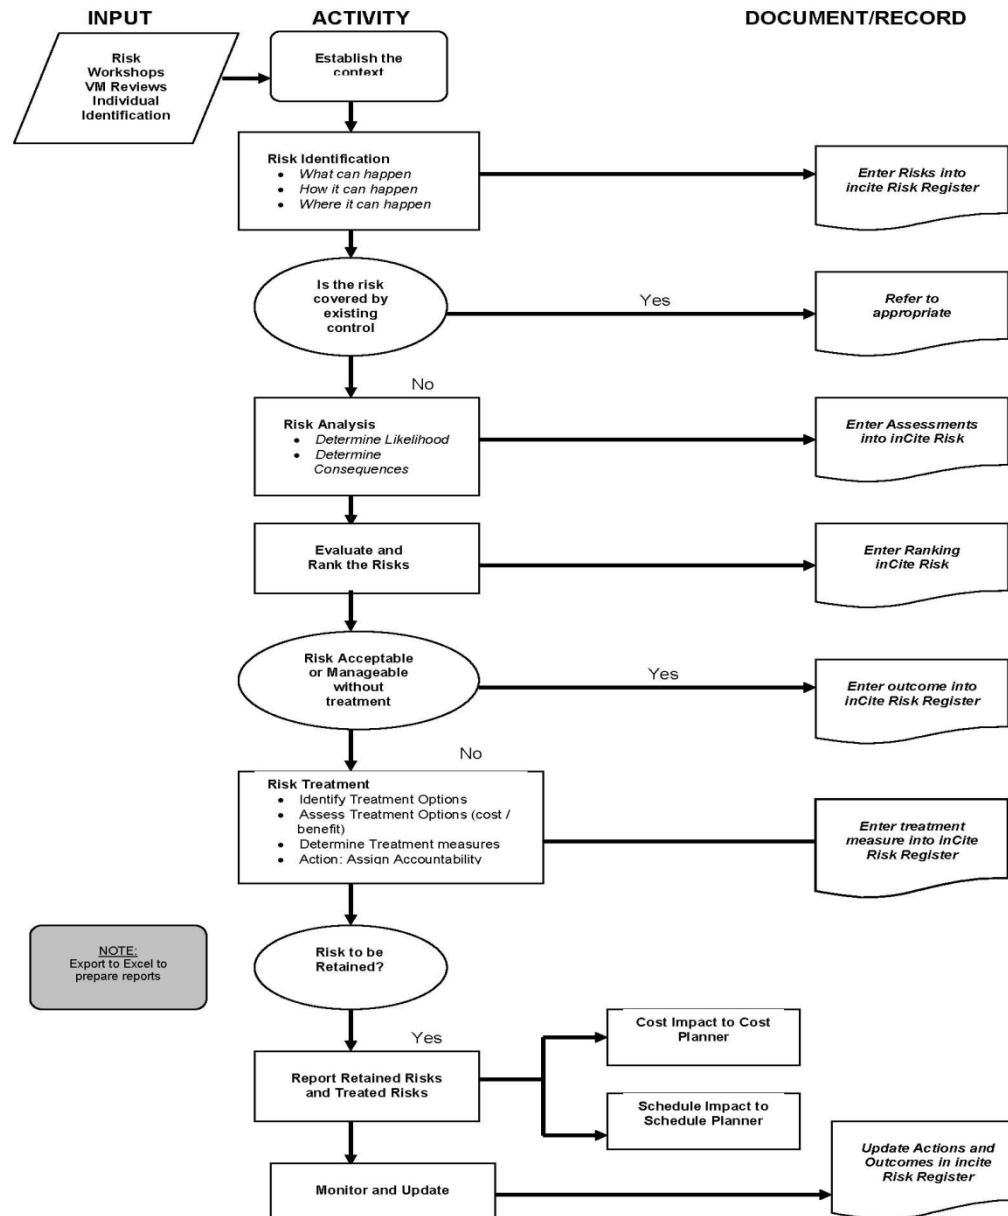 INPUT
ACTIVITY
DOCUMENT/RECORD
Risk
Workshops
VM Reviews
Individual
Identification
Establish the
context
Risk Identification
• What can happen
• How it can happen
• Where it can happen
Enter Risks into
incite Risk Register
Is the risk
covered by
existing
control
Yes
Refer to
appropriate
No
Risk Analysis
• Determine Likelihood
• Determine
Consequences
Enter Assessments
into inCite Risk
Evaluate and
Rank the Risks
Enter Ranking
inCite Risk
Risk Acceptable
or Manageable
without
treatment
Yes
Enter outcome into
inCite Risk Register
No
Risk Treatment
• Identify Treatment Options
• Assess Treatment Options (cost /
benefit)
• Determine Treatment measures
• Action: Assign Accountability
Enter treatment
measure into inCite
Risk Register
NOTE:
Export to Excel to
prepare reports
Risk to be
Retained?
Yes
Report Retained Risks
and Treated Risks
Cost Impact to Cost
Planner
Schedule Impact to
Schedule Planner
Monitor and Update
Update Actions and
Outcomes in incite
Risk Register